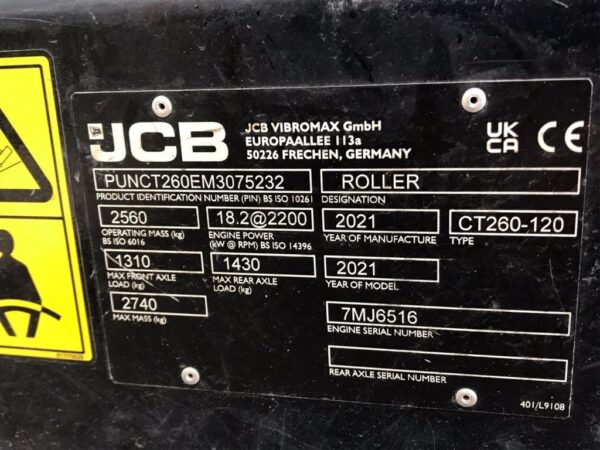 JCB
JCB VIBROMAX GmbH
EUROPAALLEE 113a
50226 FRECHEN, GERMANY
UK
CA CE
PUNCT260EM3075232
PRODUCT IDENTIFICATION NUMBER (PIN) BS ISO 10261
ROLLER
DESIGNATION
2560
OPERATING MASS (kg)
BS ISO 6016
18.2@2200
ENGINE POWER
(kW @ RPM) BS ISO 14396
2021
YEAR OF MANUFACTURE
CT260-120
TYPE
1310
MAX FRONT AXLE
LOAD (kg)
1430
MAX REAR AXLE
LOAD (kg)
2021
YEAR OF MODEL
2740
MAX MASS (kg)
7MJ6516
ENGINE SERIAL NUMBER
REAR AXLE SERIAL NUMBER
401/L9108